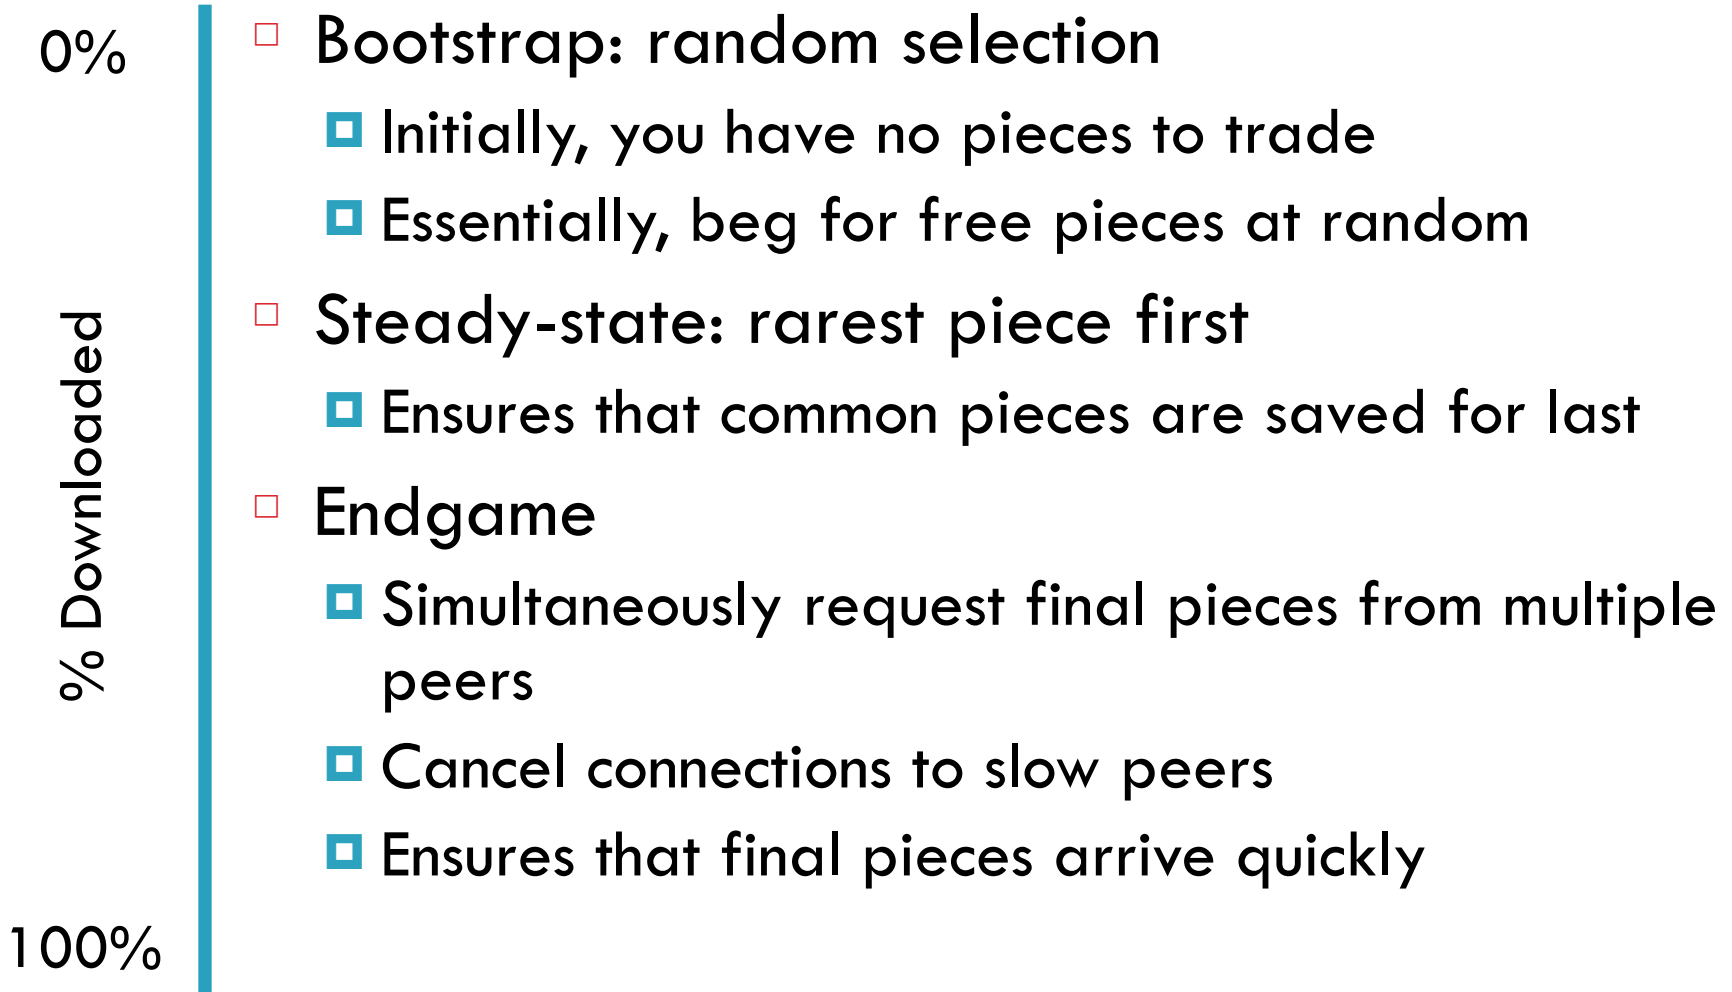 0%
% Downloaded
100%
Bootstrap: random selection
Initially, you have no pieces to trade
Essentially, beg for free pieces at random
Steady-state: rarest piece first
Ensures that common pieces are saved for last
Endgame
Simultaneously request final pieces from multiple
peers
Cancel connections to slow peers
Ensures that final pieces arrive quickly